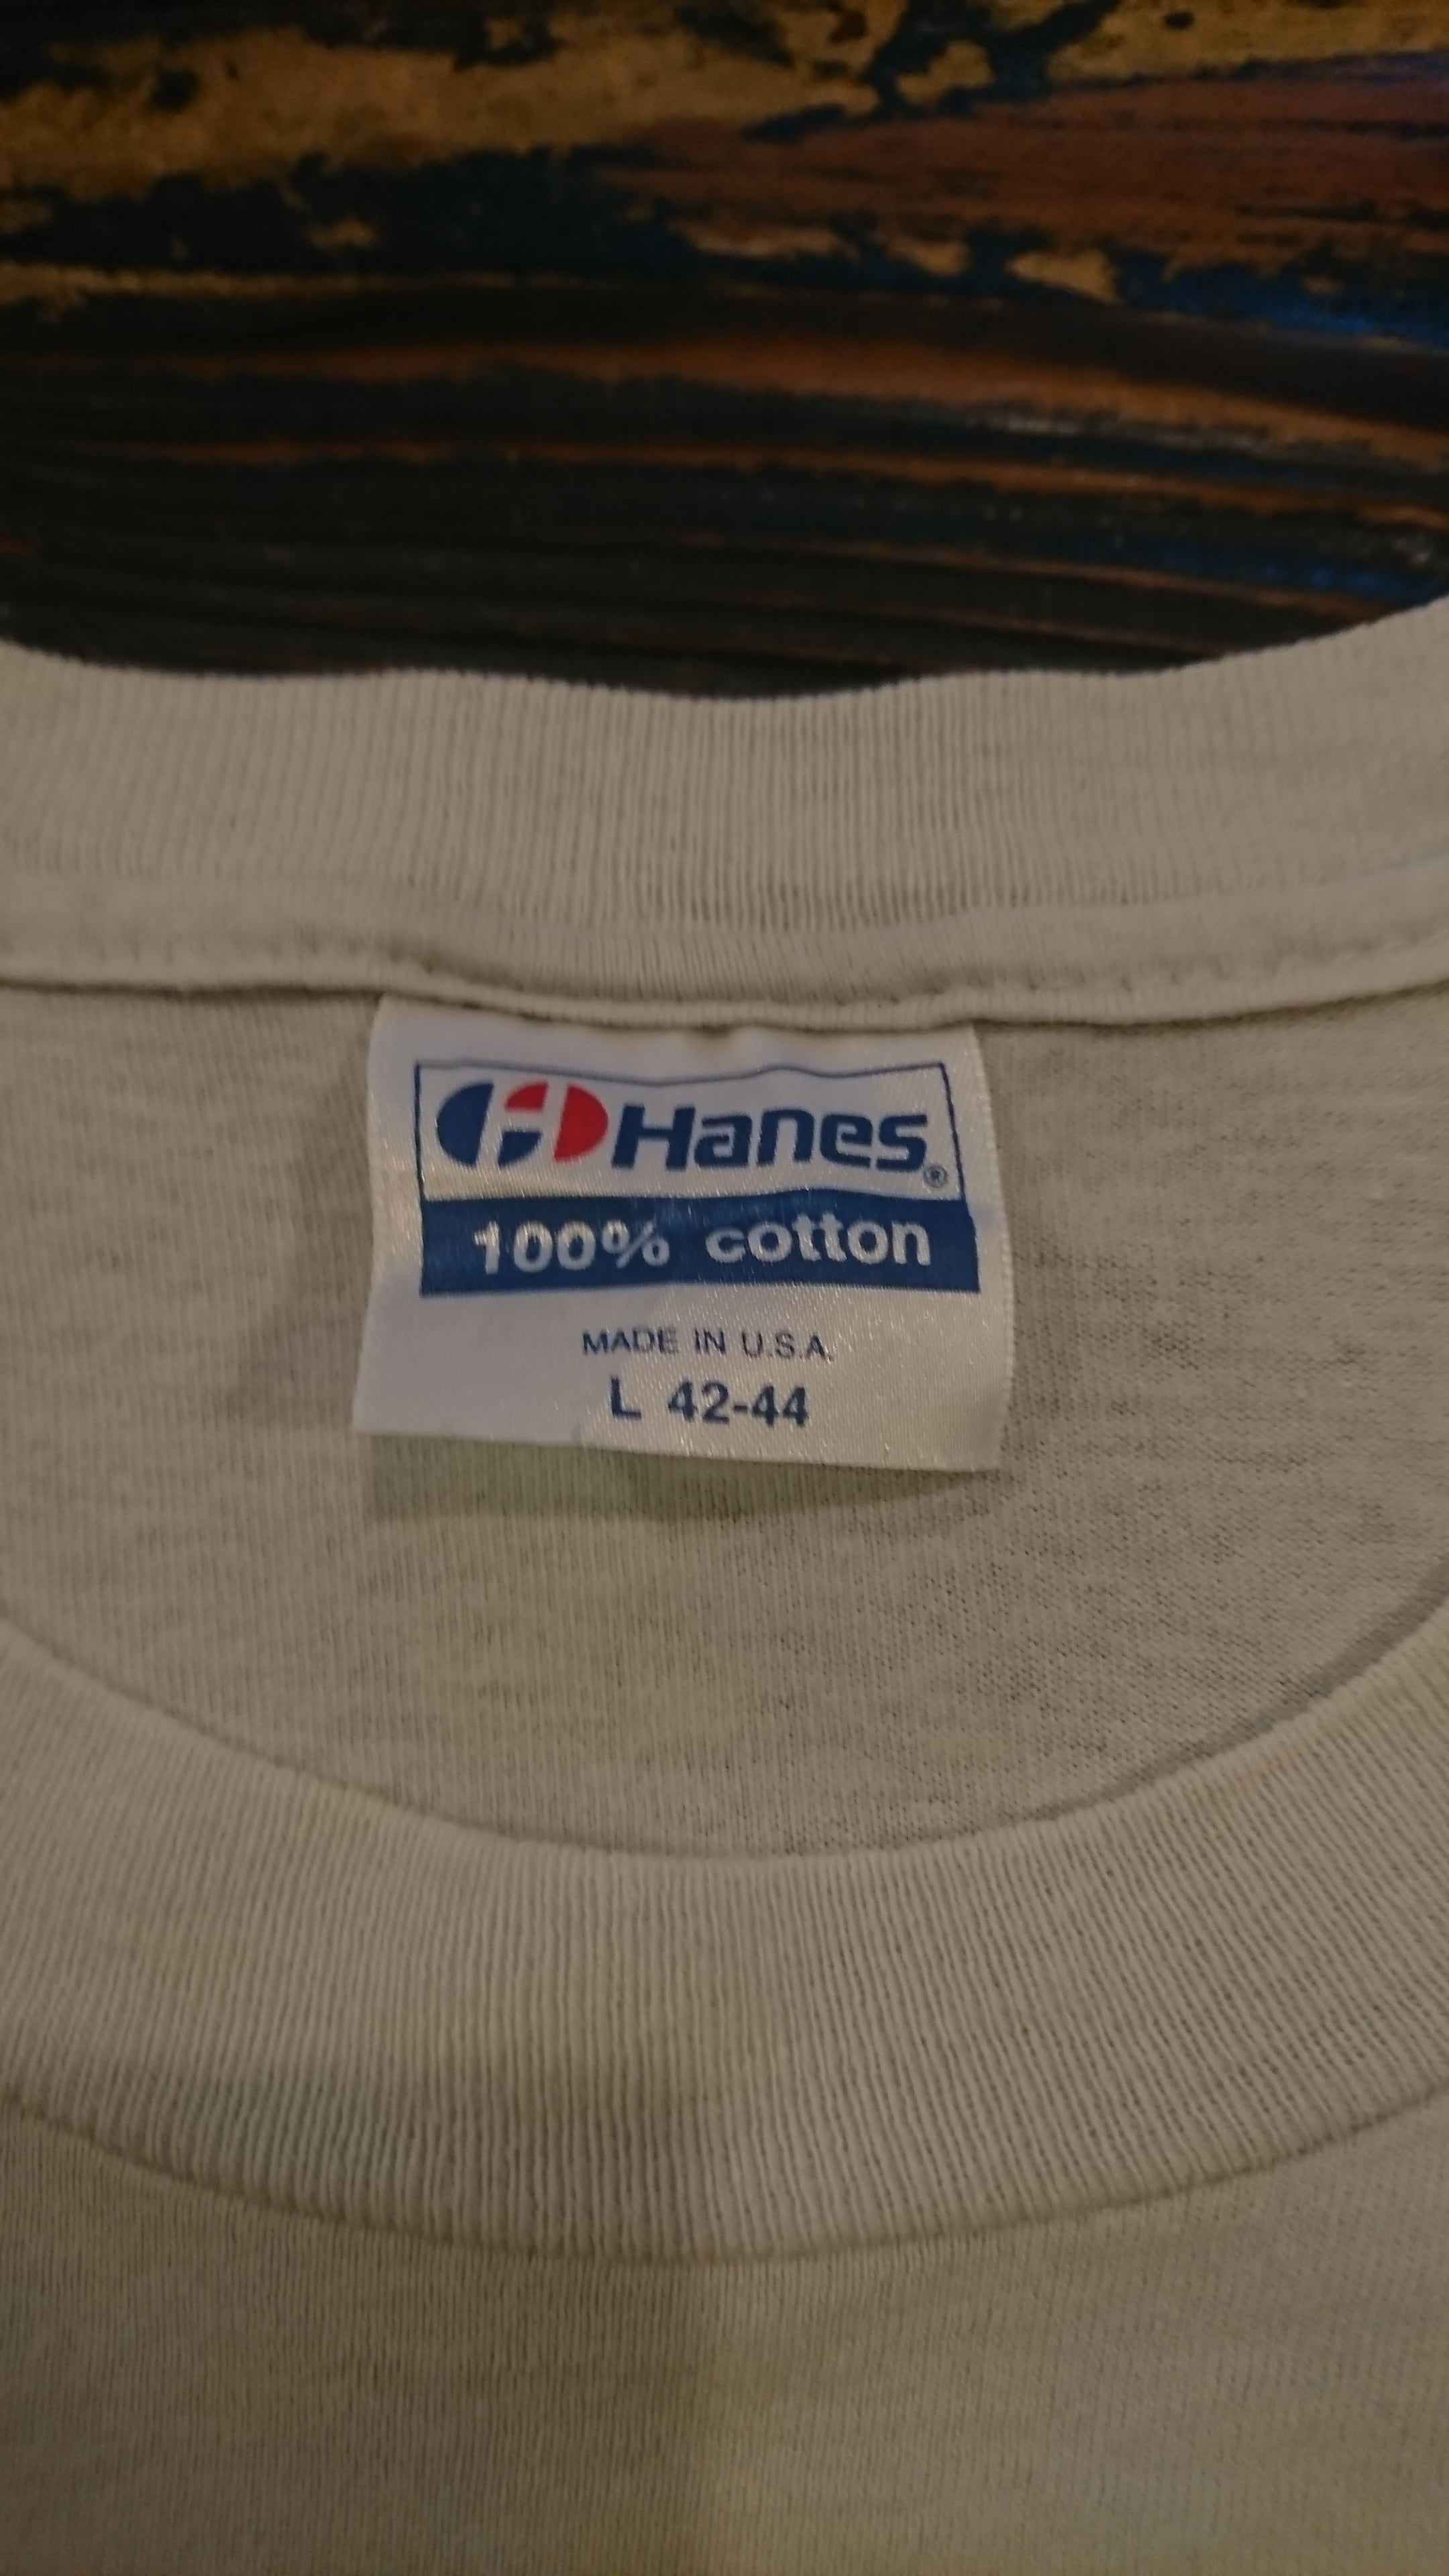 Hanes®
100% cotton
MADE IN U.S.A.
L 42-44